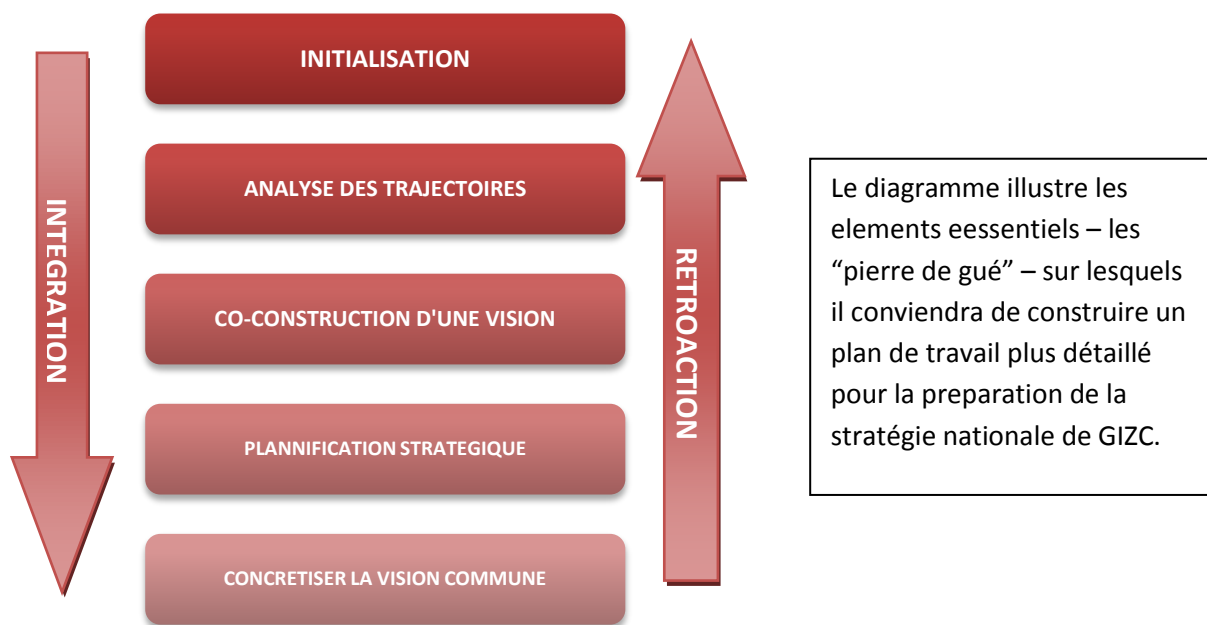 INITIALISATION
ANALYSE DES TRAJECTOIRES
CO-CONSTRUCTION D'UNE VISION
PLANNIFICATION STRATEGIQUE
CONCRETISER LA VISION COMMUNE
INTEGRATION
RETROACTION
Le diagramme illustre les
elements eessentiels – les
“pierre de gué” – sur lesquels
il conviendra de construire un
plan de travail plus détaillé
pour la preparation de la
stratégie nationale de GIZC.